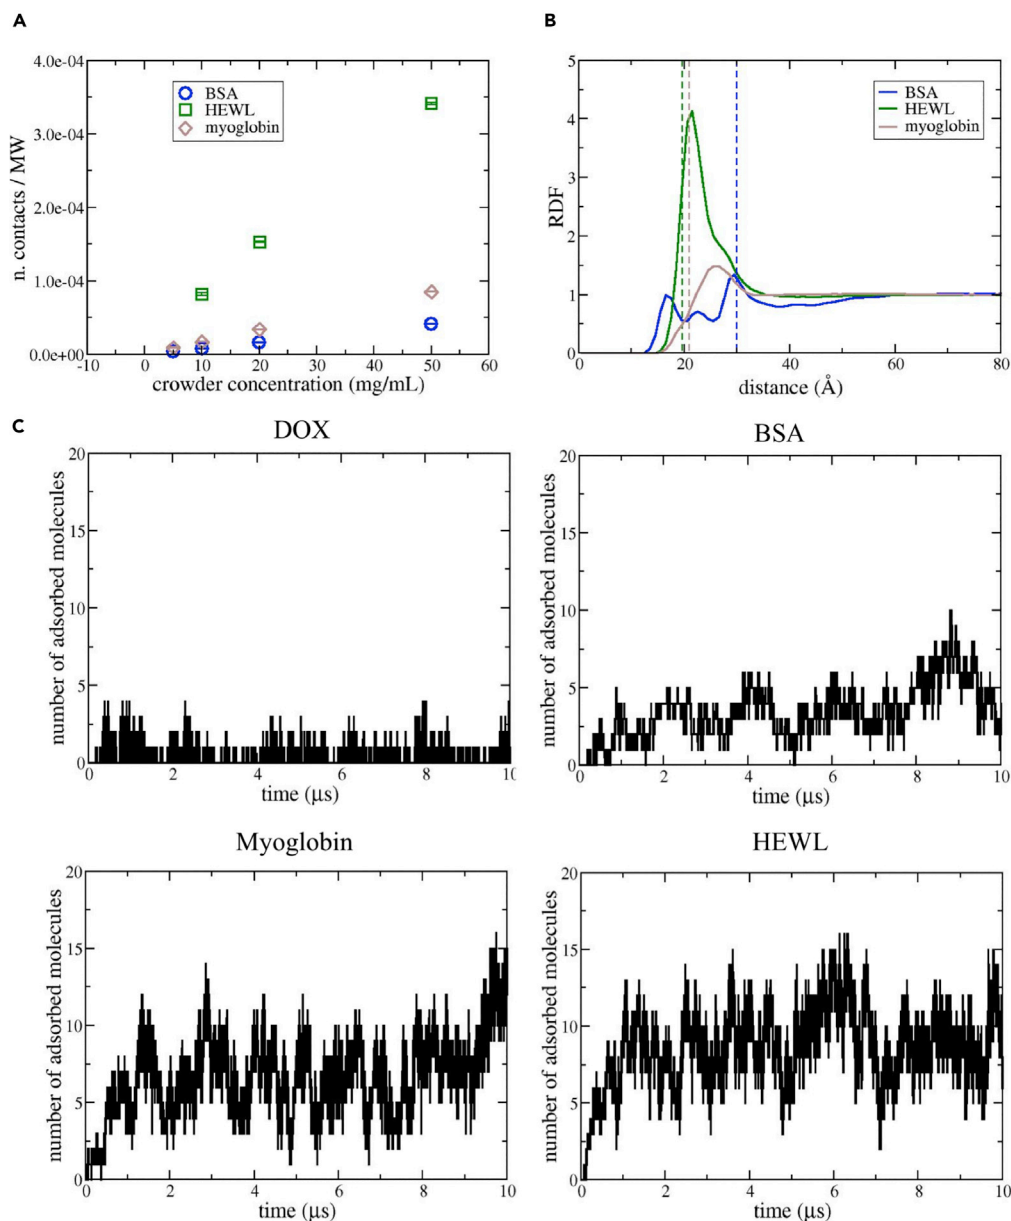 A
B
4.0e-04
3.0e-04
2.0e-04
1.0e-04
0.0e+00
n. contacts / MW
BSA
HEWL
myoglobin
-10 0 10 20 30 40 50 60
crowder concentration (mg/mL)
5
4
3
2
1
0
RDF
BSA
HEWL
myoglobin
0 20 40 60 80
distance (Å)
C
DOX
20
15
10
5
0
number of adsorbed molecules
0 2 4 6 8 10
time (μs)
BSA
20
15
10
5
0
number of adsorbed molecules
0 2 4 6 8 10
time (μs)
Myoglobin
20
15
10
5
0
number of adsorbed molecules
0 2 4 6 8 10
time (μs)
HEWL
20
15
10
5
0
number of adsorbed molecules
0 2 4 6 8 10
time (μs)